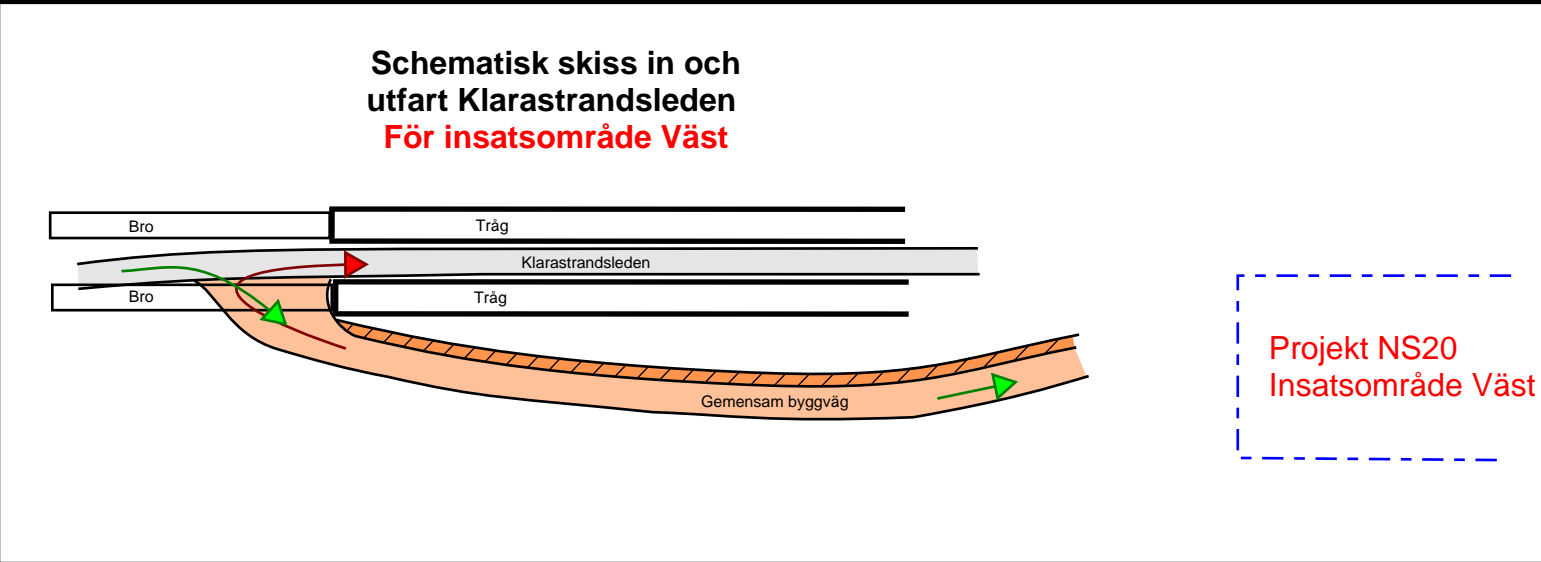 Schematisk skiss in och
utfart Klarastrandsleden
För insatsområde Väst
Bro
Tråg
Klarastrandsleden
Bro
Tråg
Gemensam byggväg
Projekt NS20
Insatsområde Väst